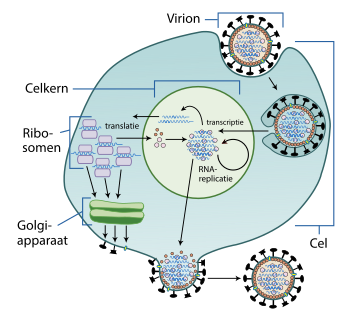 Virion
Celkern
translatie
transcriptie
Ribo-
somen
RNA-
replicatie
Golgi-
apparaat
Cel